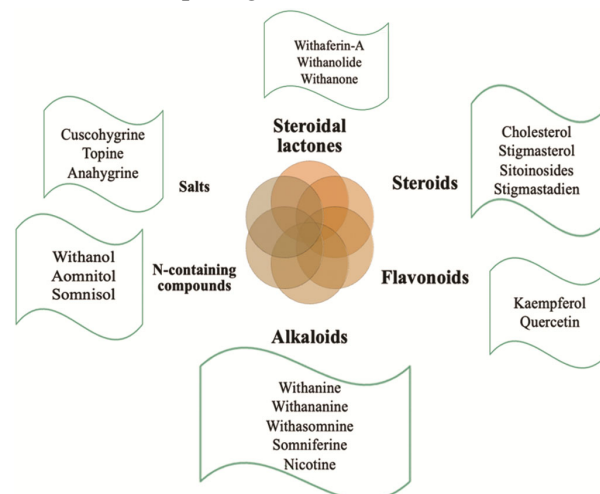 Withaferin-A
Withanolide
Withanone
Steroidal
lactones
Cuscohygrine
Topine
Anahygrine
Salts
Cholesterol
Stigmasterol
Sitoinosides
Stigmastadien
Steroids
Withanol
Aomnitol
Somnisol
N-containing
compounds
Flavonoids
Kaempferol
Quercetin
Alkaloids
Withanine
Withananine
Withasomnine
Somniferine
Nicotine